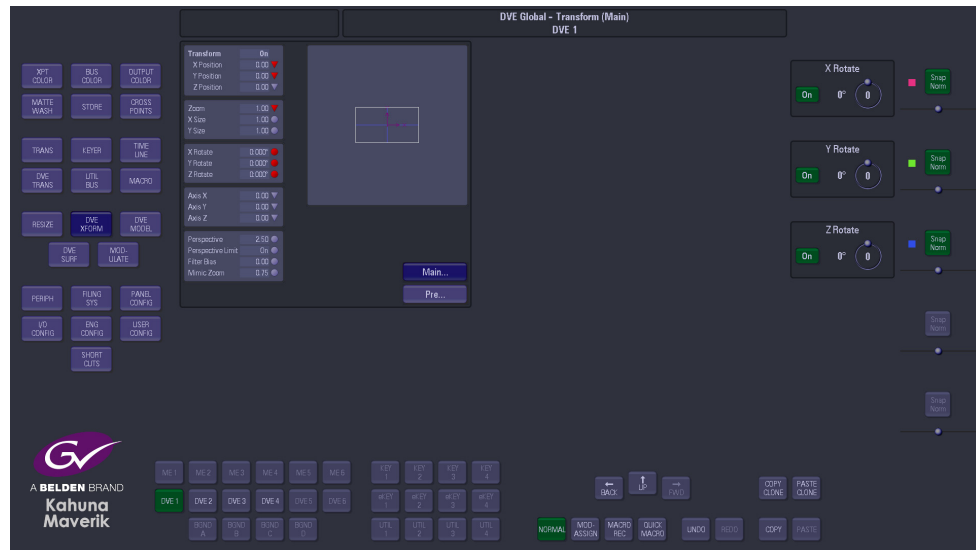 DVE Global - Transform (Main)
DVE 1
XPT COLOR
BUS COLOR
OUTPUT COLOR
MATTE WASH
STORE
CROSS POINTS
TRANS
KEYER
TIME LINE
DVE TRANS
UTIL BUS
MACRO
RESIZE
DVE XFORM
DVE MODEL
DVE SURF
MOD- ULATE
PERIPH
FILING SYS
PANEL CONFIG
I/O CONFIG
ENG CONFIG
USER CONFIG
SHORT CUTS
Transform On
X Position 0.00
Y Position 0.00
Z Position 0.00
Zoom 1.00
X Size 1.00
Y Size 1.00
X Rotate 0.000°
Y Rotate 0.000°
Z Rotate 0.000°
Axis X 0.00
Axis Y 0.00
Axis Z 0.00
Perspective 2.50
Perspective Limit On
Filter Bias 0.00
Mimic Zoom 0.75
Main...
Pre...
X Rotate
On 0° 0
Snap Norm
Y Rotate
On 0° 0
Snap Norm
Z Rotate
On 0° 0
Snap Norm
Snap Norm
Snap Norm
GV
A BELDEN BRAND
Kahuna
Maverik
ME 1 ME 2 ME 3 ME 4 ME 5 ME 6
DVE 1 DVE 2 DVE 3 DVE 4 DVE 5 DVE 6
BGND A BGND B BGND C BGND D
KEY 1 KEY 2 KEY 3 KEY 4
øKEY 1 øKEY 2 øKEY 3 øKEY 4
UTIL 1 UTIL 2 UTIL 3 UTIL 4
BACK UP FWD
COPY CLONE PASTE CLONE
NORMAL MOD- ASSIGN MACRO REC QUICK MACRO UNDO REDO COPY PASTE